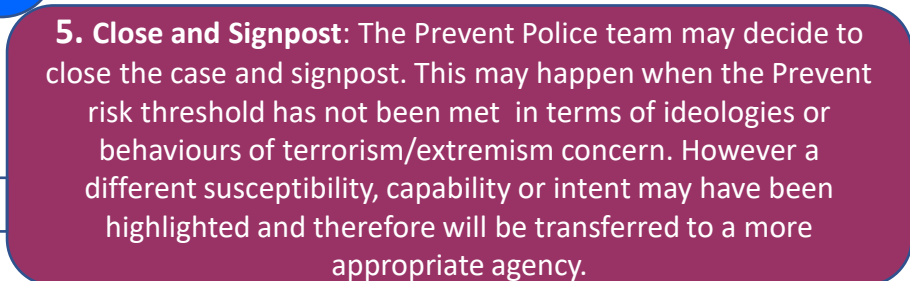 5. Close and Signpost: The Prevent Police team may decide to
close the case and signpost. This may happen when the Prevent
risk threshold has not been met in terms of ideologies or
behaviours of terrorism/extremism concern. However a
different susceptibility, capability or intent may have been
highlighted and therefore will be transferred to a more
appropriate agency.